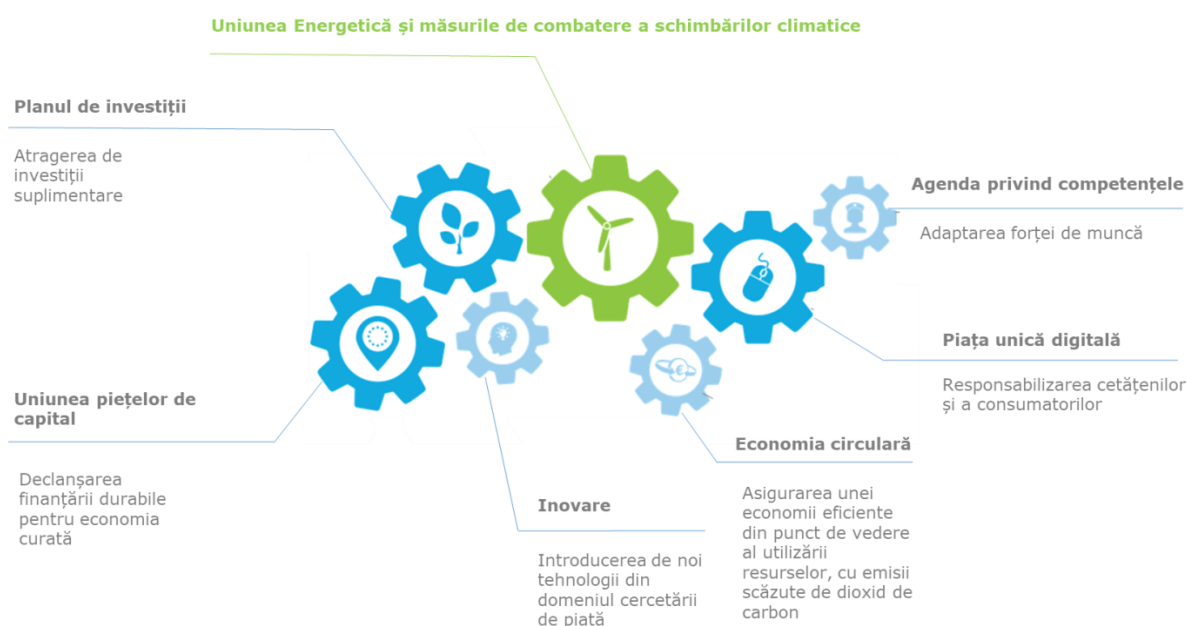 Uniunea Energetică și măsurile de combatere a schimbărilor climatice
Planul de investiții
Atragerea de
investiții
suplimentare
Agenda privind competențele
Adaptarea forței de muncă
Piața unică digitală
Responsabilizarea cetățenilor
și a consumatorilor
Uniunea piețelor de
capital
Declanșarea
finanțării durabile
pentru economia
curată
Inovare
Introducerea de noi
tehnologii din
domeniul cercetării
de piață
Economia circulară
Asigurarea unei
economii eficiente
din punct de vedere
al utilizării
resurselor, cu emisii
scăzute de dioxid de
carbon